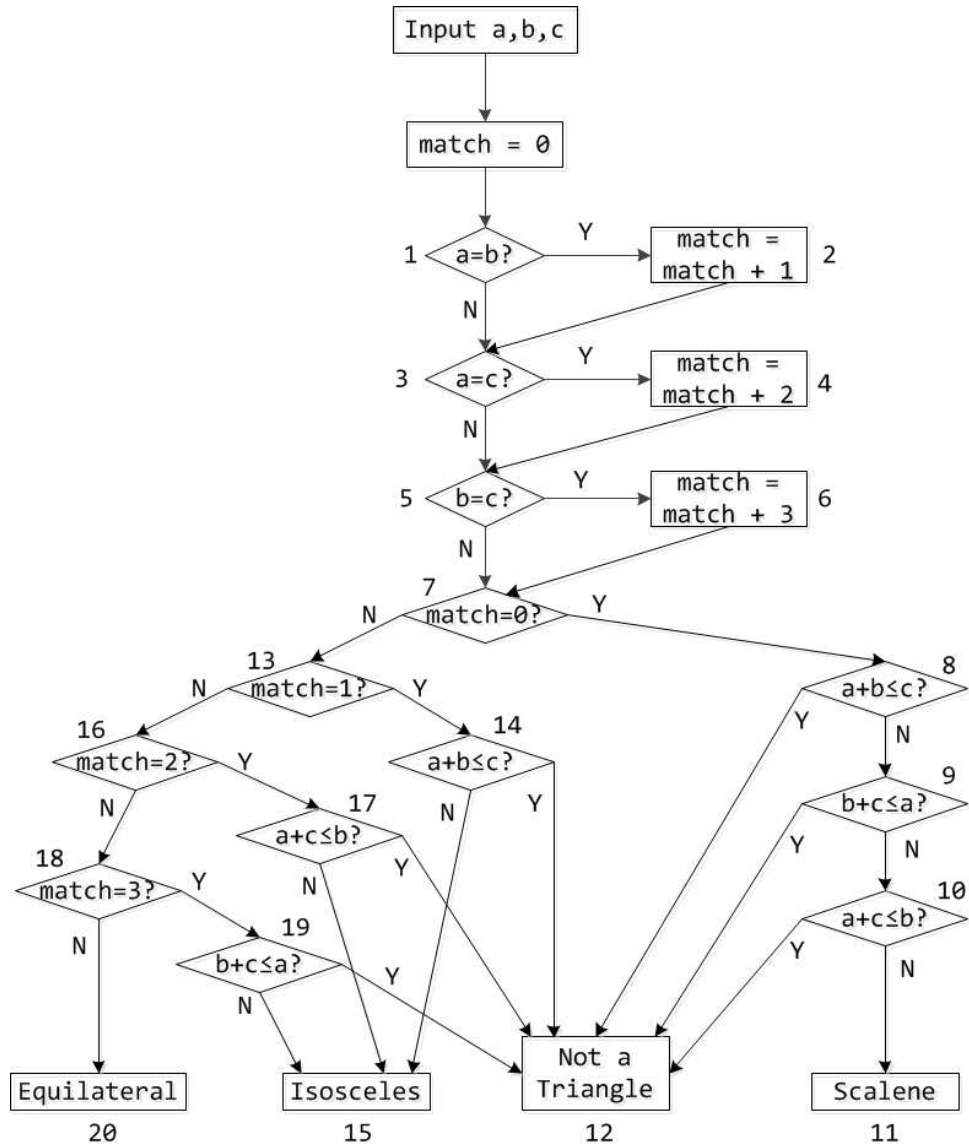 Input a,b,c
match = 0
Y
1
a=b?
match =
match + 1
2
N
Y
3
a=c?
match =
match + 2
4
N
Y
5
b=c?
match =
match + 3
6
N
7
N
match=0?
Y
13
N
match=1?
Y
8
a+b≤c?
Y
N
16
match=2?
Y
N
14
a+b≤c?
N
Y
9
b+c≤a?
Y
N
17
a+c≤b?
N
Y
18
match=3?
Y
N
10
a+c≤b?
Y
N
19
b+c≤a?
Y
N
Equilateral
Isosceles
Not a
Triangle
Scalene
20
15
12
11